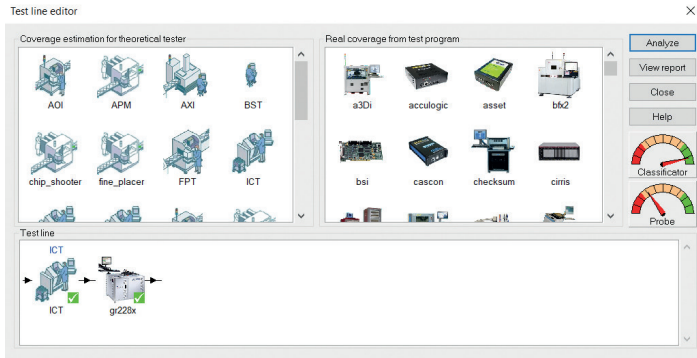 Test line editor
Coverage estimation for theoretical tester
AOI APM AXI BST
chip_shooter fine_placer FPT ICT
Real coverage from test program
a3Di acculogic asset bfx2
bsi cascon checksum cirris
Analyze
View report
Close
Help
Classificator
Probe
Test line
ICT
ICT gr228x